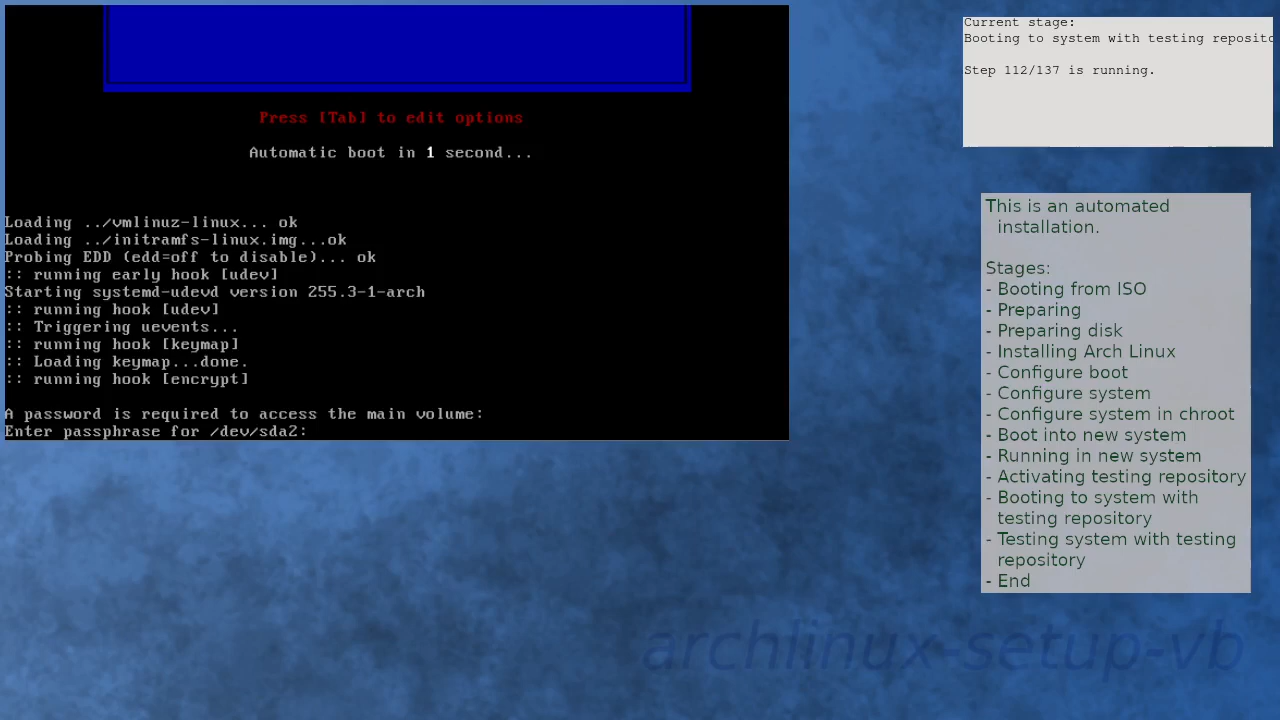 Press [Tab] to edit options
Automatic boot in 1 second...
Loading ../vmlinuz-linux... ok
Loading ../initramfs-linux.img...ok
Probing EDD (edd=off to disable)... ok
:: running early hook [udev]
Starting systemd-udevd version 255.3-1-arch
:: running hook [udev]
:: Triggering uevents...
:: running hook [keymap]
:: Loading keymap...done.
:: running hook [encrypt]
A password is required to access the main volume:
Enter passphrase for /dev/sda2:
Current stage:
Booting to system with testing reposito
Step 112/137 is running.
This is an automated
installation.
Stages:
- Booting from ISO
- Preparing
- Preparing disk
- Installing Arch Linux
- Configure boot
- Configure system
- Configure system in chroot
- Boot into new system
- Running in new system
- Activating testing repository
- Booting to system with
testing repository
- Testing system with testing
repository
- End
archlinux-setup-vb